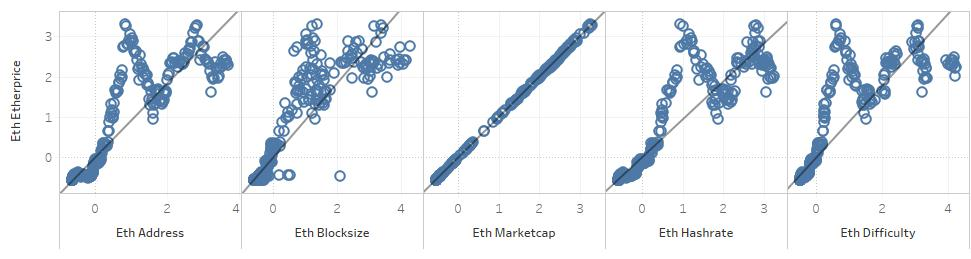 Eth Etherprice
3
2
1
0
0 2 4
0 2 4
0 1 2 3
0 1 2 3
0 2 4
Eth Address
Eth Blocksize
Eth Marketcap
Eth Hashrate
Eth Difficulty